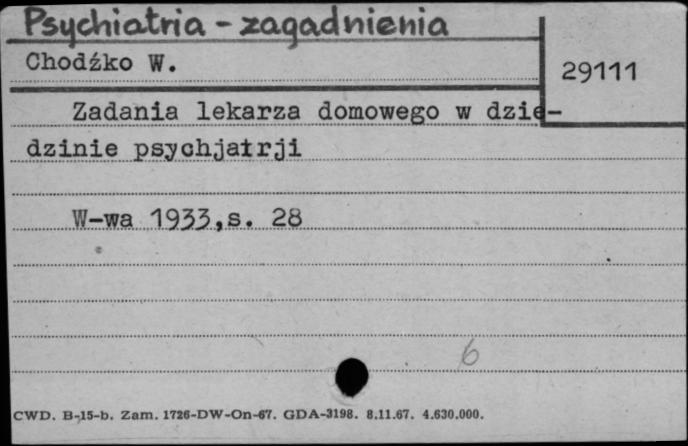 Psychiatria - zagadnienia
Chodźko W.
29111
Zadania lekarza domowego w dzie-
dzinie psychjatrji
W-wa 1933,s. 28
6
CWD. B-15-b. Zam. 1726-DW-On-67. GDA-3198. 8.11.67. 4.630.000.